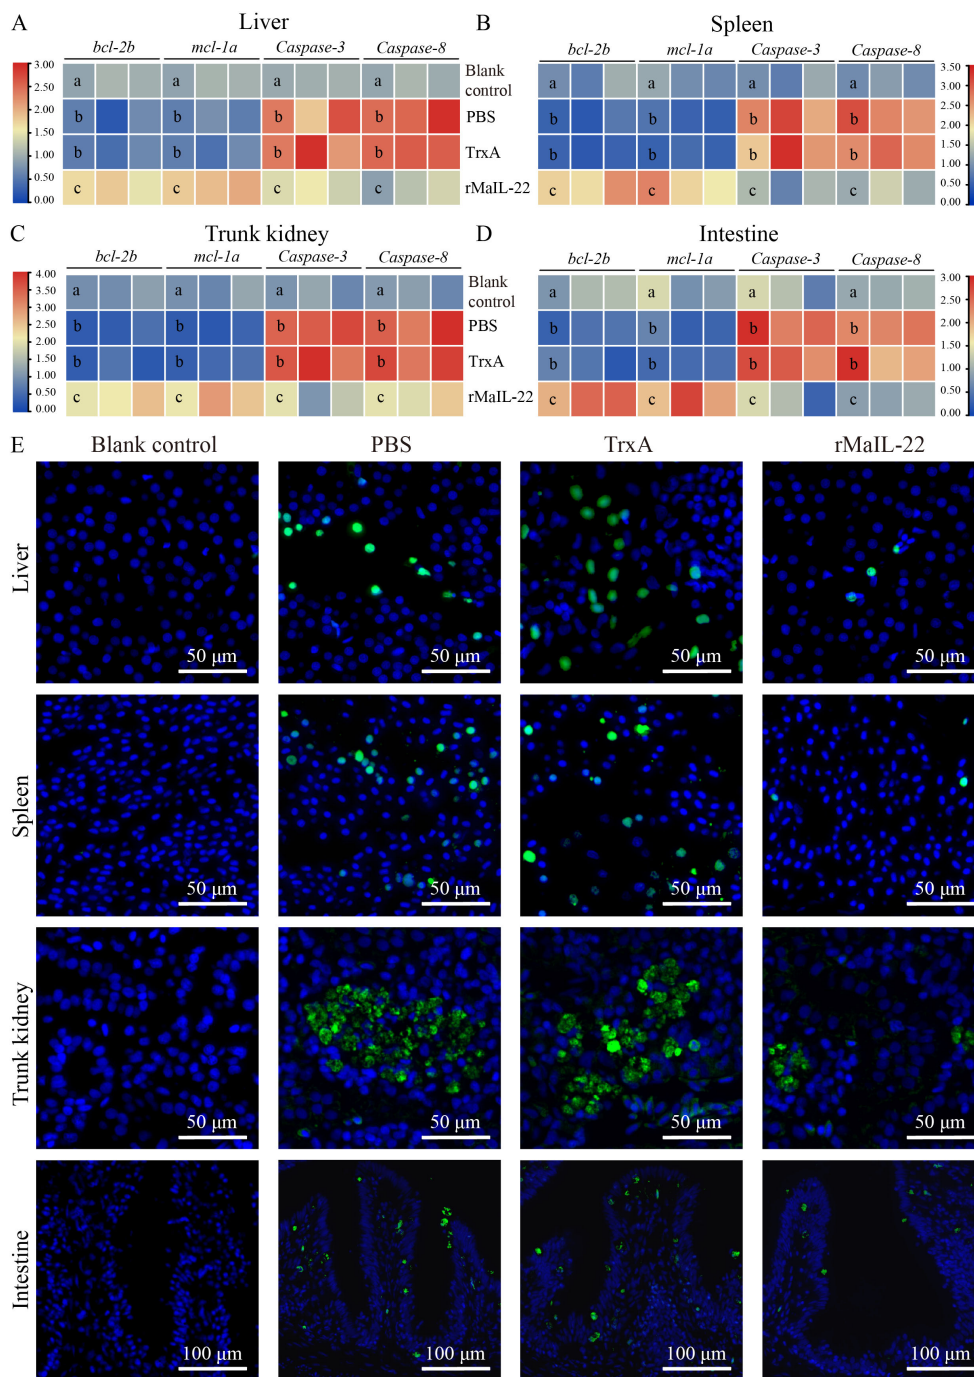 A Liver B Spleen
bcl-2b mcl-1a Caspase-3 Caspase-8 bcl-2b mcl-1a Caspase-3 Caspase-8
3.00 a a a a Blank control a a a a 3.50
2.50 3.00
b b b b PBS b b b b
2.00 2.50
1.50 2.00
b b b b TrxA b b b b
1.00 1.50
0.50 1.00
0.50
c c c c rMaIL-22 c c c c
0.00 0.00
C Trunk kidney D Intestine
bcl-2b mcl-1a Caspase-3 Caspase-8 bcl-2b mcl-1a Caspase-3 Caspase-8
4.00 a a a a Blank control a a a a 3.00
3.50
3.00 b b b b PBS b b b b 2.50
2.50 2.00
2.00 1.50
1.50 b b b b TrxA b b b b
1.00 1.00
0.50 c c c c rMaIL-22 c c c c 0.50
0.00 0.00
E Blank control PBS TrxA rMaIL-22
Liver
50 μm 50 μm 50 μm 50 μm
Spleen
50 μm 50 μm 50 μm 50 μm
Trunk kidney
50 μm 50 μm 50 μm 50 μm
Intestine
100 μm 100 μm 100 μm 100 μm